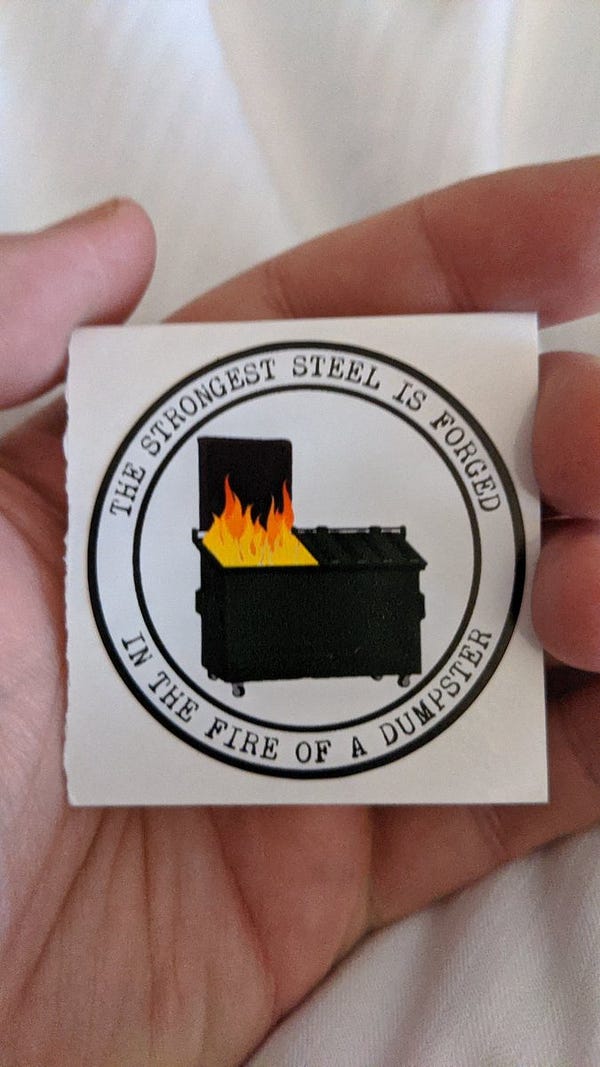 THE STRONGEST STEEL IS FORGED
IN THE FIRE OF A DUMPSTER